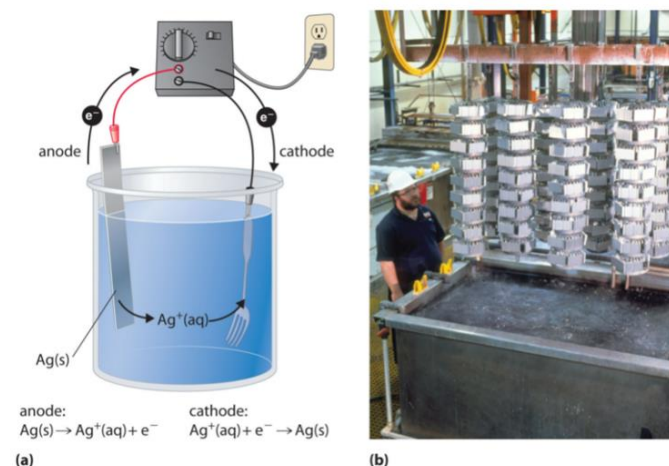 (a)
e⁻
e⁻
anode
cathode
Ag⁺(aq)
Ag(s)
anode:
Ag(s) → Ag⁺(aq) + e⁻
cathode:
Ag⁺(aq) + e⁻ → Ag(s)
(a)
(b)